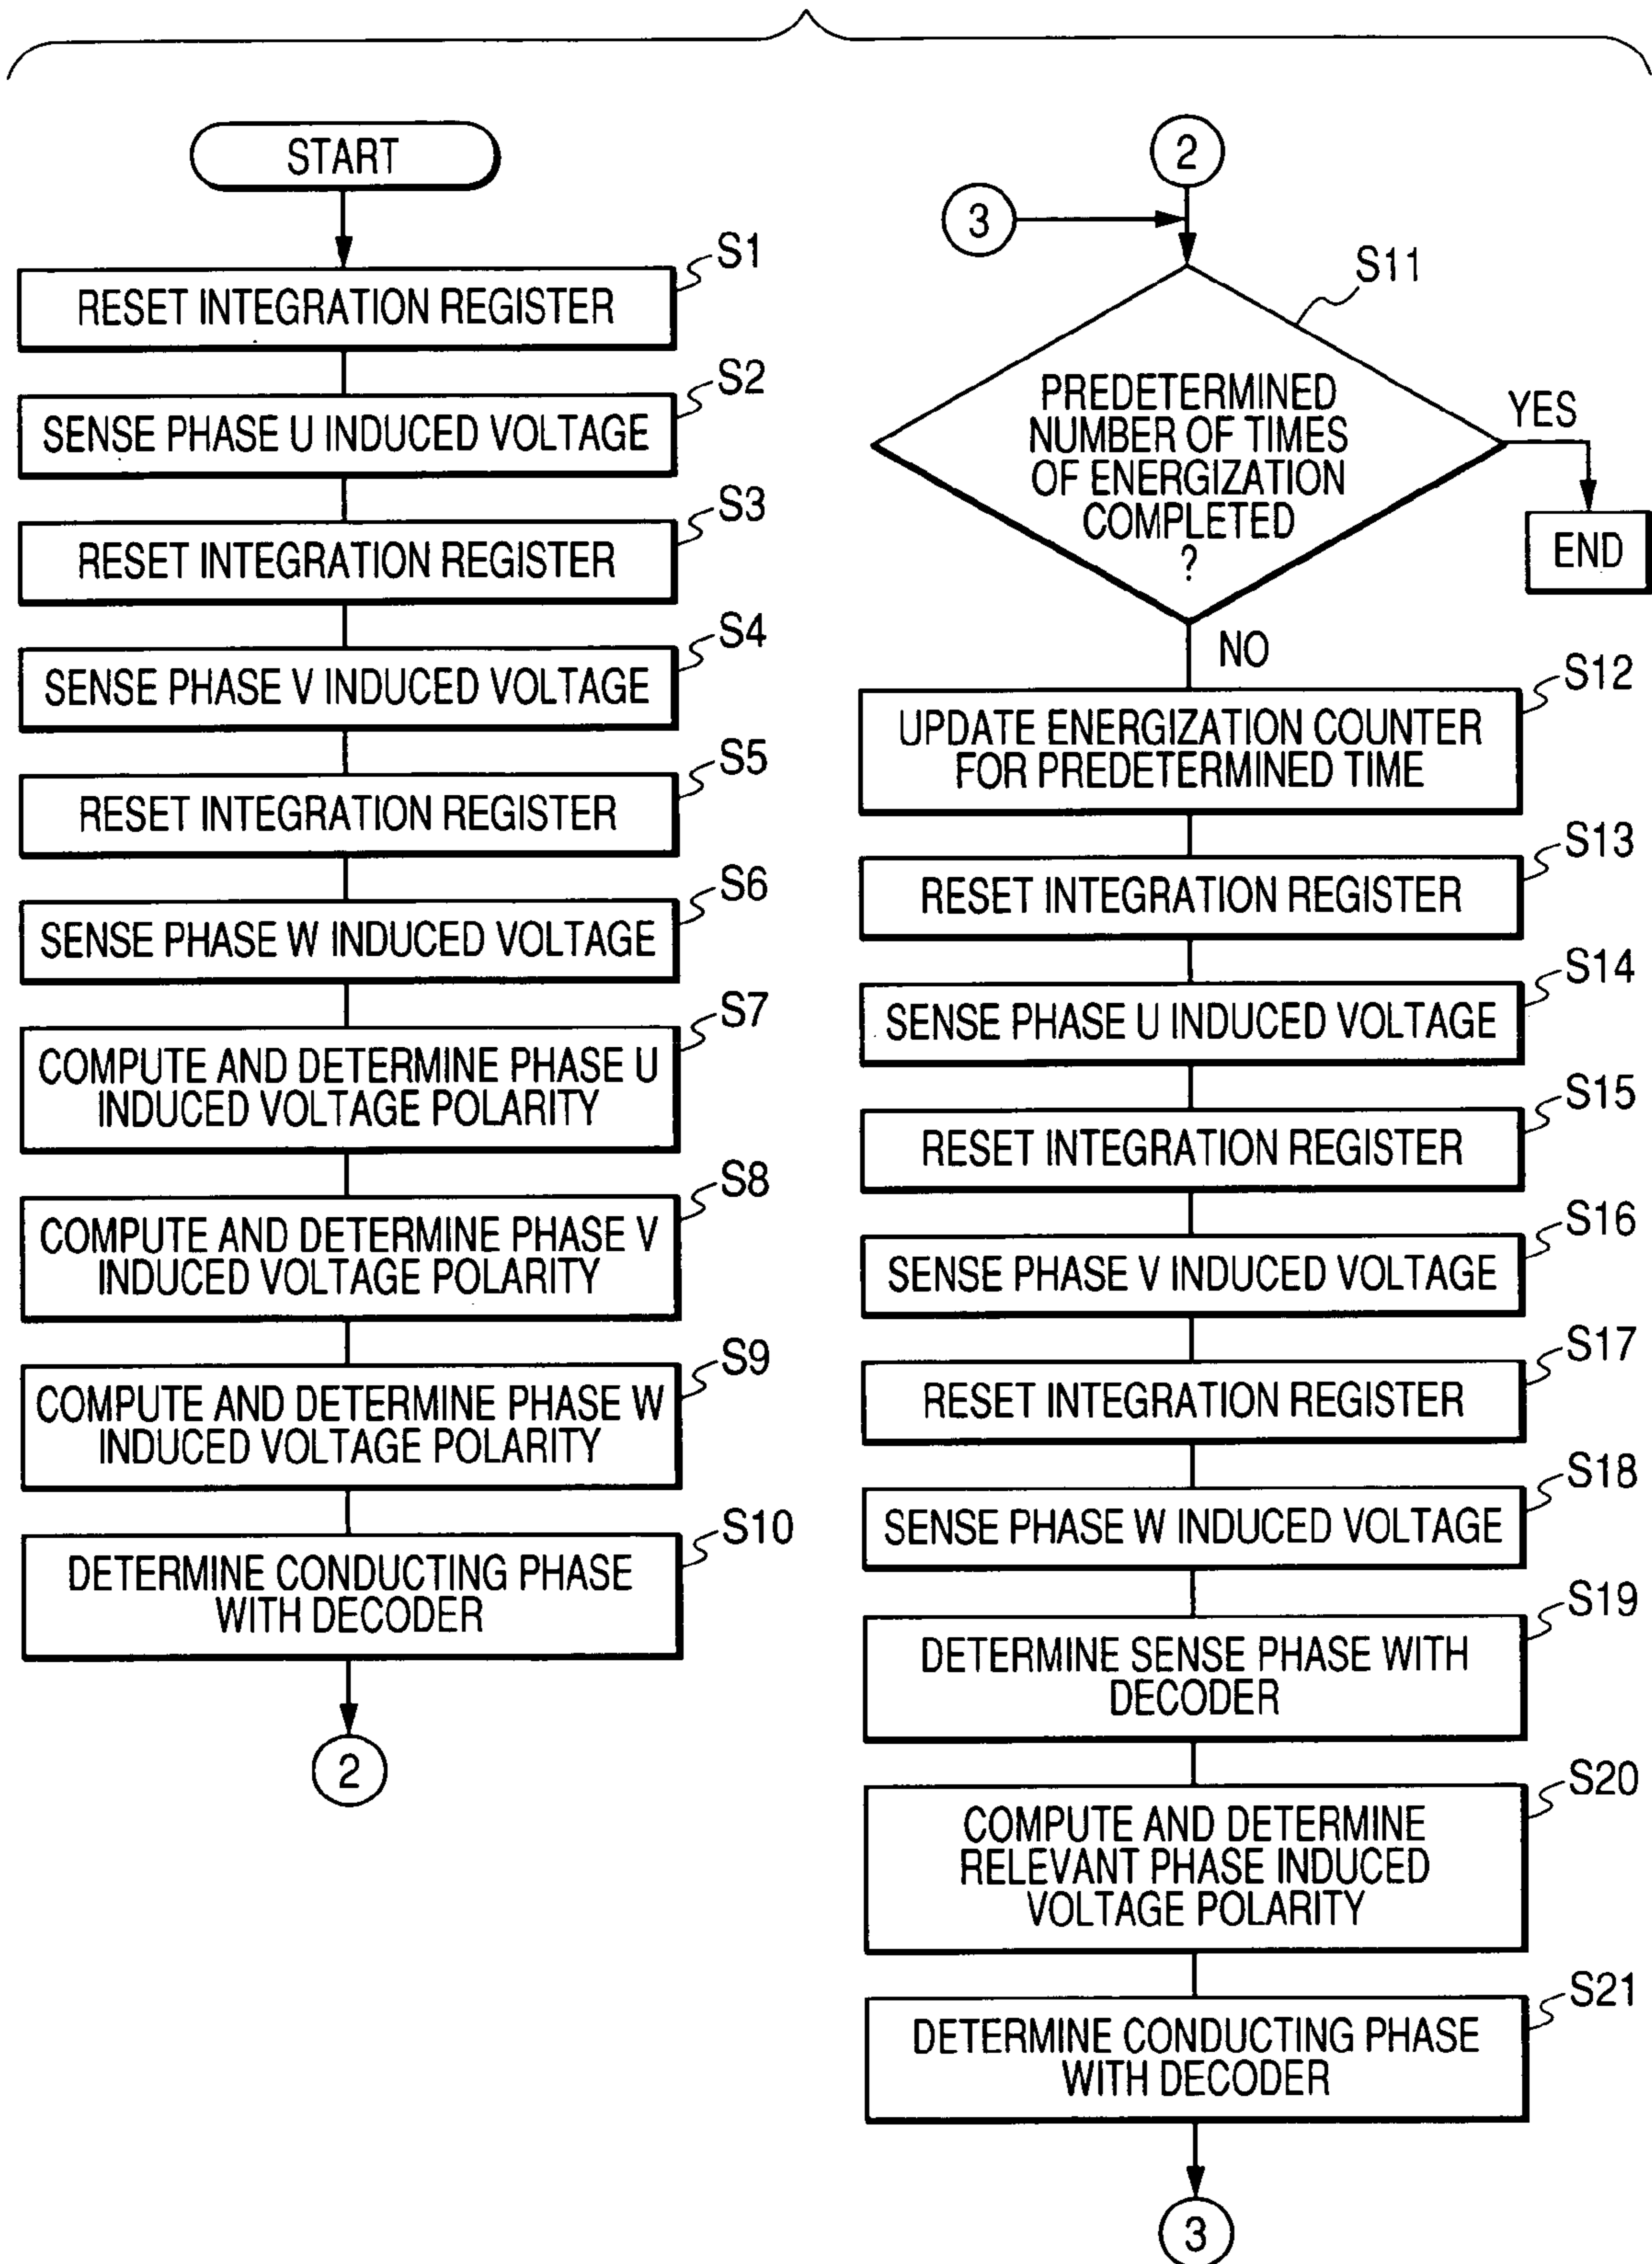 START
S1
RESET INTEGRATION REGISTER
S2
SENSE PHASE U INDUCED VOLTAGE
S3
RESET INTEGRATION REGISTER
S4
SENSE PHASE V INDUCED VOLTAGE
S5
RESET INTEGRATION REGISTER
S6
SENSE PHASE W INDUCED VOLTAGE
S7
COMPUTE AND DETERMINE PHASE U
INDUCED VOLTAGE POLARITY
S8
COMPUTE AND DETERMINE PHASE V
INDUCED VOLTAGE POLARITY
S9
COMPUTE AND DETERMINE PHASE W
INDUCED VOLTAGE POLARITY
S10
DETERMINE CONDUCTING PHASE
WITH DECODER
2
2
3
S11
PREDETERMINED
NUMBER OF TIMES
OF ENERGIZATION
COMPLETED
?
YES
END
NO
S12
UPDATE ENERGIZATION COUNTER
FOR PREDETERMINED TIME
S13
RESET INTEGRATION REGISTER
S14
SENSE PHASE U INDUCED VOLTAGE
S15
RESET INTEGRATION REGISTER
S16
SENSE PHASE V INDUCED VOLTAGE
S17
RESET INTEGRATION REGISTER
S18
SENSE PHASE W INDUCED VOLTAGE
S19
DETERMINE SENSE PHASE WITH
DECODER
S20
COMPUTE AND DETERMINE
RELEVANT PHASE INDUCED
VOLTAGE POLARITY
S21
DETERMINE CONDUCTING PHASE
WITH DECODER
3